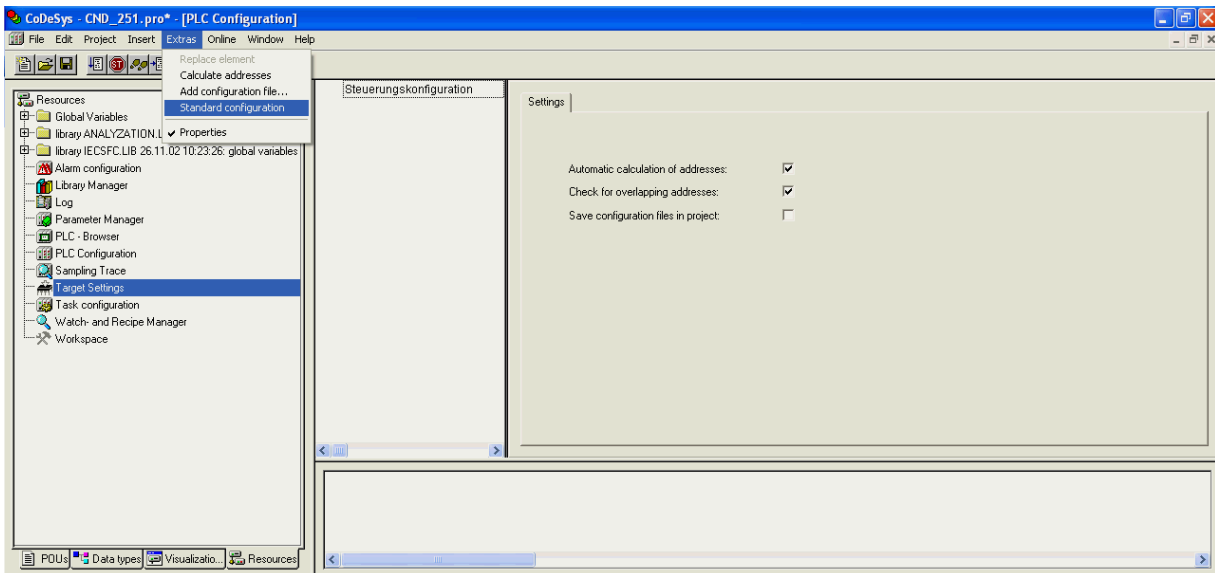 CoDeSys - CND_251.pro* - [PLC Configuration]
File Edit Project Insert Extras Online Window Help
Replace element
Calculate addresses
Add configuration file...
Standard configuration
Properties
Resources
Global Variables
library ANALYZATION.L
library IECSFC.LIB 26.11.02 10:23:26: global variables
Alarm configuration
Library Manager
Log
Parameter Manager
PLC - Browser
PLC Configuration
Sampling Trace
Target Settings
Task configuration
Watch- and Recipe Manager
Workspace
POUs Data types Visualizatio... Resources
Steuerungskonfiguration
Settings
Automatic calculation of addresses:
Check for overlapping addresses:
Save configuration files in project: